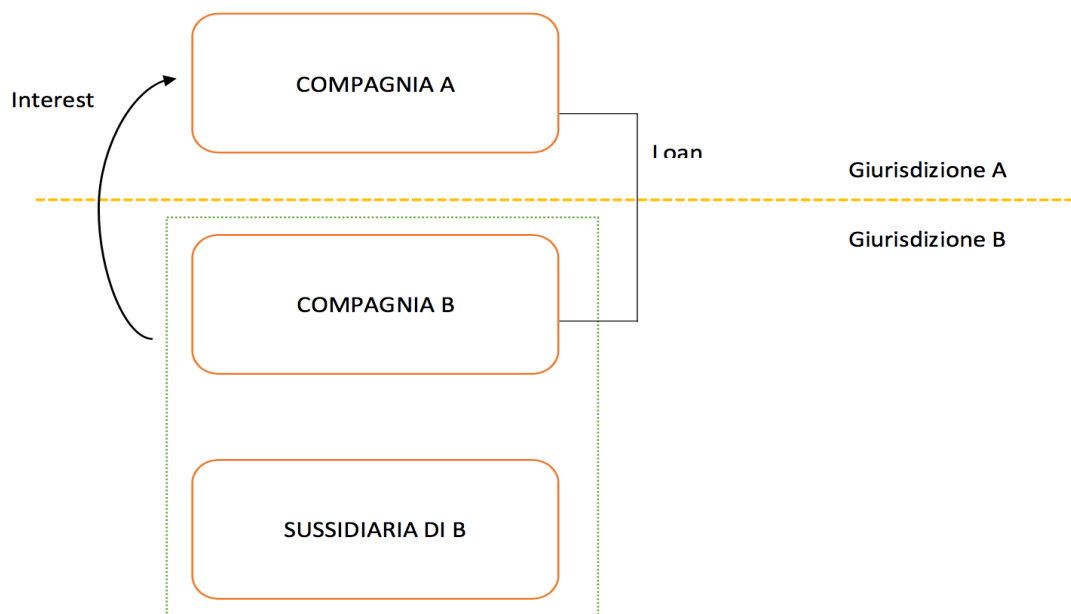 COMPAGNIA A
Interest
Loan
Giurisdizione A
Giurisdizione B
COMPAGNIA B
SUSSIDIARIA DI B